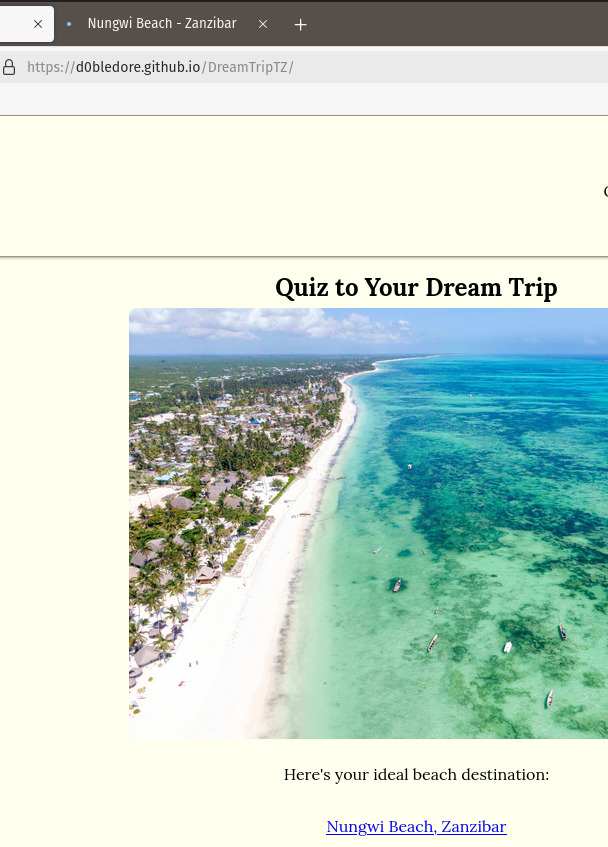 Nungwi Beach - Zanzibar
https://d0bledore.github.io/DreamTripTZ/
Quiz to Your Dream Trip
Here's your ideal beach destination:
Nungwi Beach, Zanzibar